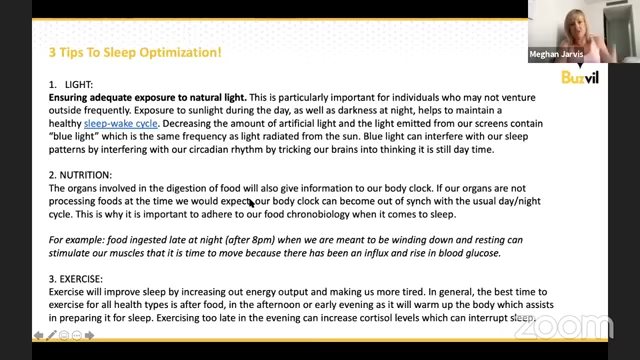 3 Tips To Sleep Optimization!
Meghan Jarvis
Buzvil
1. LIGHT:
Ensuring adequate exposure to natural light. This is particularly important for individuals who may not venture
outside frequently. Exposure to sunlight during the day, as well as darkness at night, helps to maintain a
healthy sleep-wake cycle. Decreasing the amount of artificial light and the light emitted from our screens contain
“blue light” which is the same frequency as light radiated from the sun. Blue light can interfere with our sleep
patterns by interfering with our circadian rhythm by tricking our brains into thinking it is still day time.
2. NUTRITION:
The organs involved in the digestion of food will also give information to our body clock. If our organs are not
processing foods at the time we would expect our body clock can become out of synch with the usual day/night
cycle. This is why it is important to adhere to our food chronobiology when it comes to sleep.
For example: food ingested late at night (after 8pm) when we are meant to be winding down and resting can
stimulate our muscles that it is time to move because there has been an influx and rise in blood glucose.
3. EXERCISE:
Exercise will improve sleep by increasing out energy output and making us more tired. In general, the best time to
exercise for all health types is after food, in the afternoon or early evening as it will warm up the body which assists
in preparing it for sleep. Exercising too late in the evening can increase cortisol levels which can interrupt sleep.
zoom